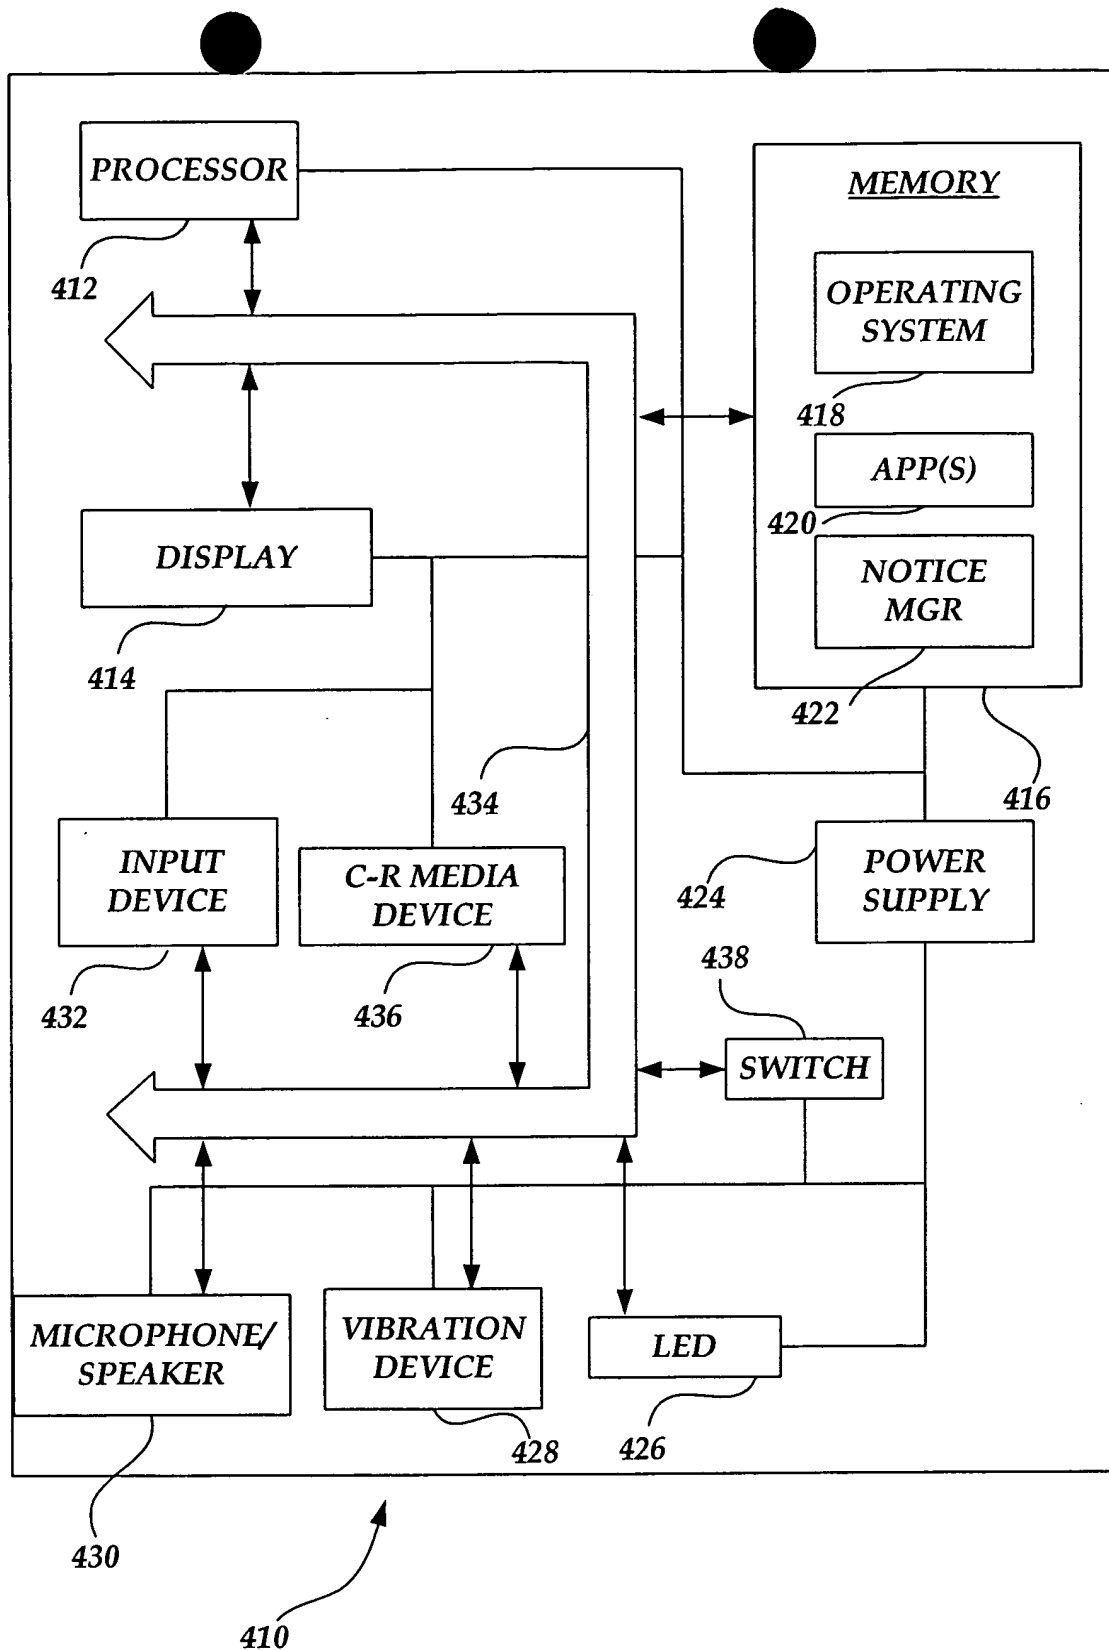 PROCESSOR
412
MEMORY
OPERATING
SYSTEM
418
APP(S)
420
NOTICE
MGR
422
416
DISPLAY
414
434
INPUT
DEVICE
432
C-R MEDIA
DEVICE
436
POWER
SUPPLY
424
438
SWITCH
MICROPHONE/
SPEAKER
430
VIBRATION
DEVICE
428
LED
426
410